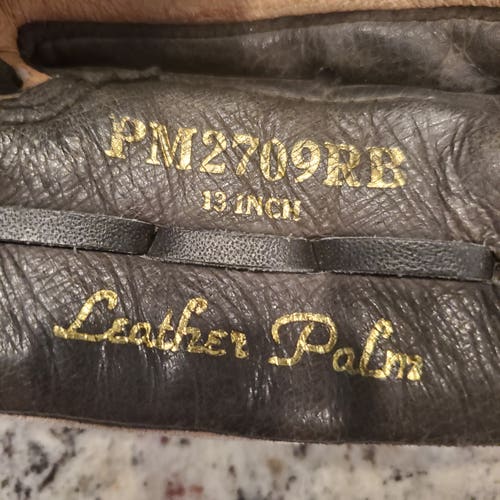 PM2709RB
13 INCH
Leather Palm